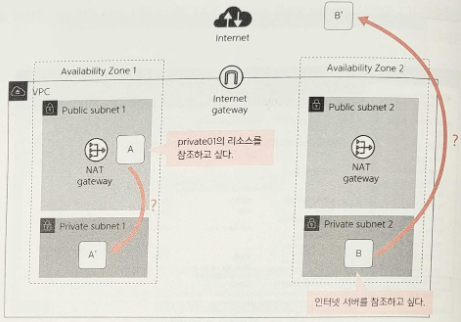 B'
Internet
Availability Zone 1
Internet
gateway
Availability Zone 2
VPC
Public subnet 1
Public subnet 2
A
private01의 리소스를
참조하고 싶다.
NAT
gateway
NAT
gateway
?
?
Private subnet 1
Private subnet 2
A'
B
인터넷 서버를 참조하고 싶다.